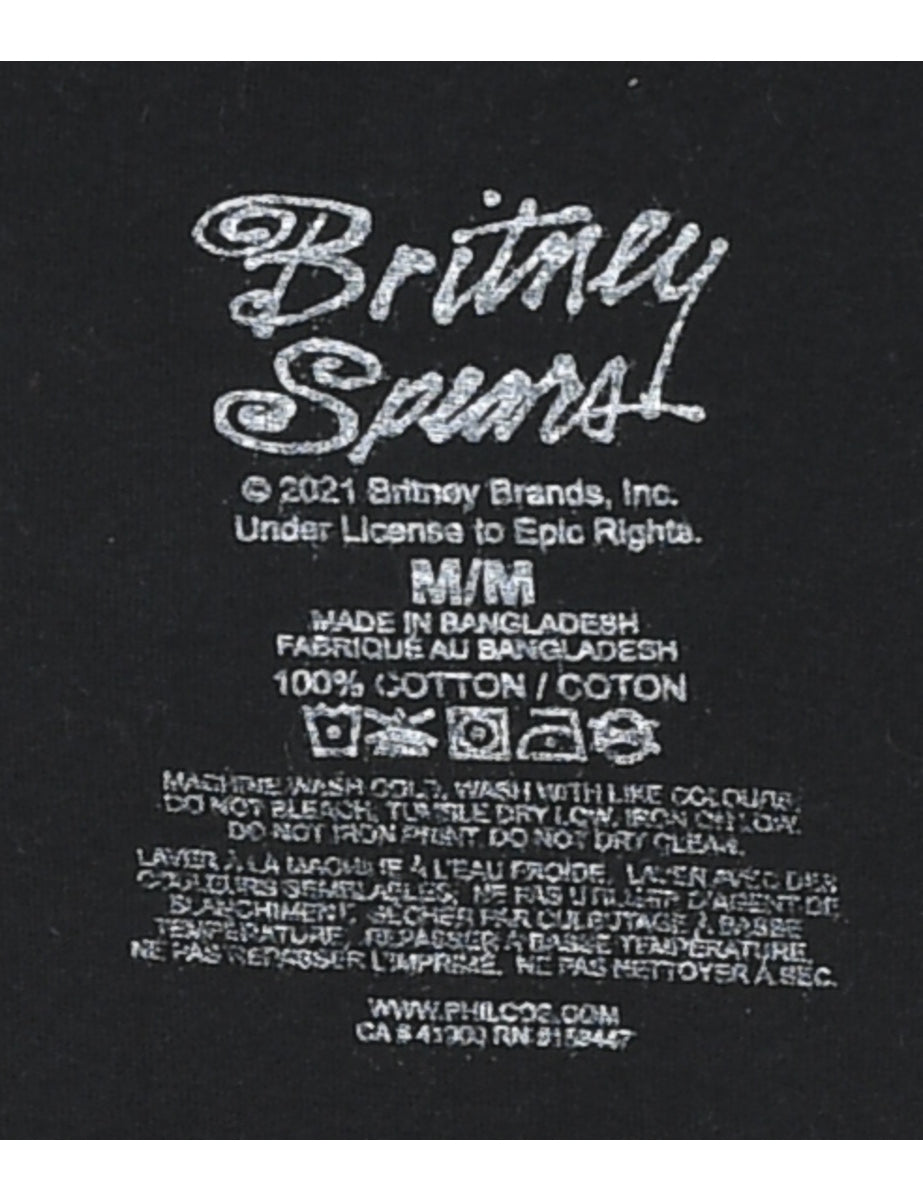 Britney
Spears
© 2021 Britney Brands, Inc.
Under License to Epic Rights.
M/M
MADE IN BANGLADESH
FABRIQUÉ AU BANGLADESH
100% COTTON / COTON
MACHINE WASH COLD, WASH WITH LIKE COLOURS,
DO NOT BLEACH, TUMBLE DRY LOW, IRON ON LOW.
DO NOT IRON PRINT, DO NOT DRY CLEAN.
LAVER À LA MACHINE À L'EAU FROIDE. LAVER AVEC DES
COULEURS SEMBLABLES. NE PAS UTILISER D'AGENT DE
BLANCHIMENT. SÉCHER PAR CULBUTAGE À BASSE
TEMPÉRATURE. REPASSER À BASSE TEMPÉRATURE.
NE PAS REPASSER L'IMPRIMÉ. NE PAS NETTOYER À SEC.
WWW.PHILCOS.COM
CA RN